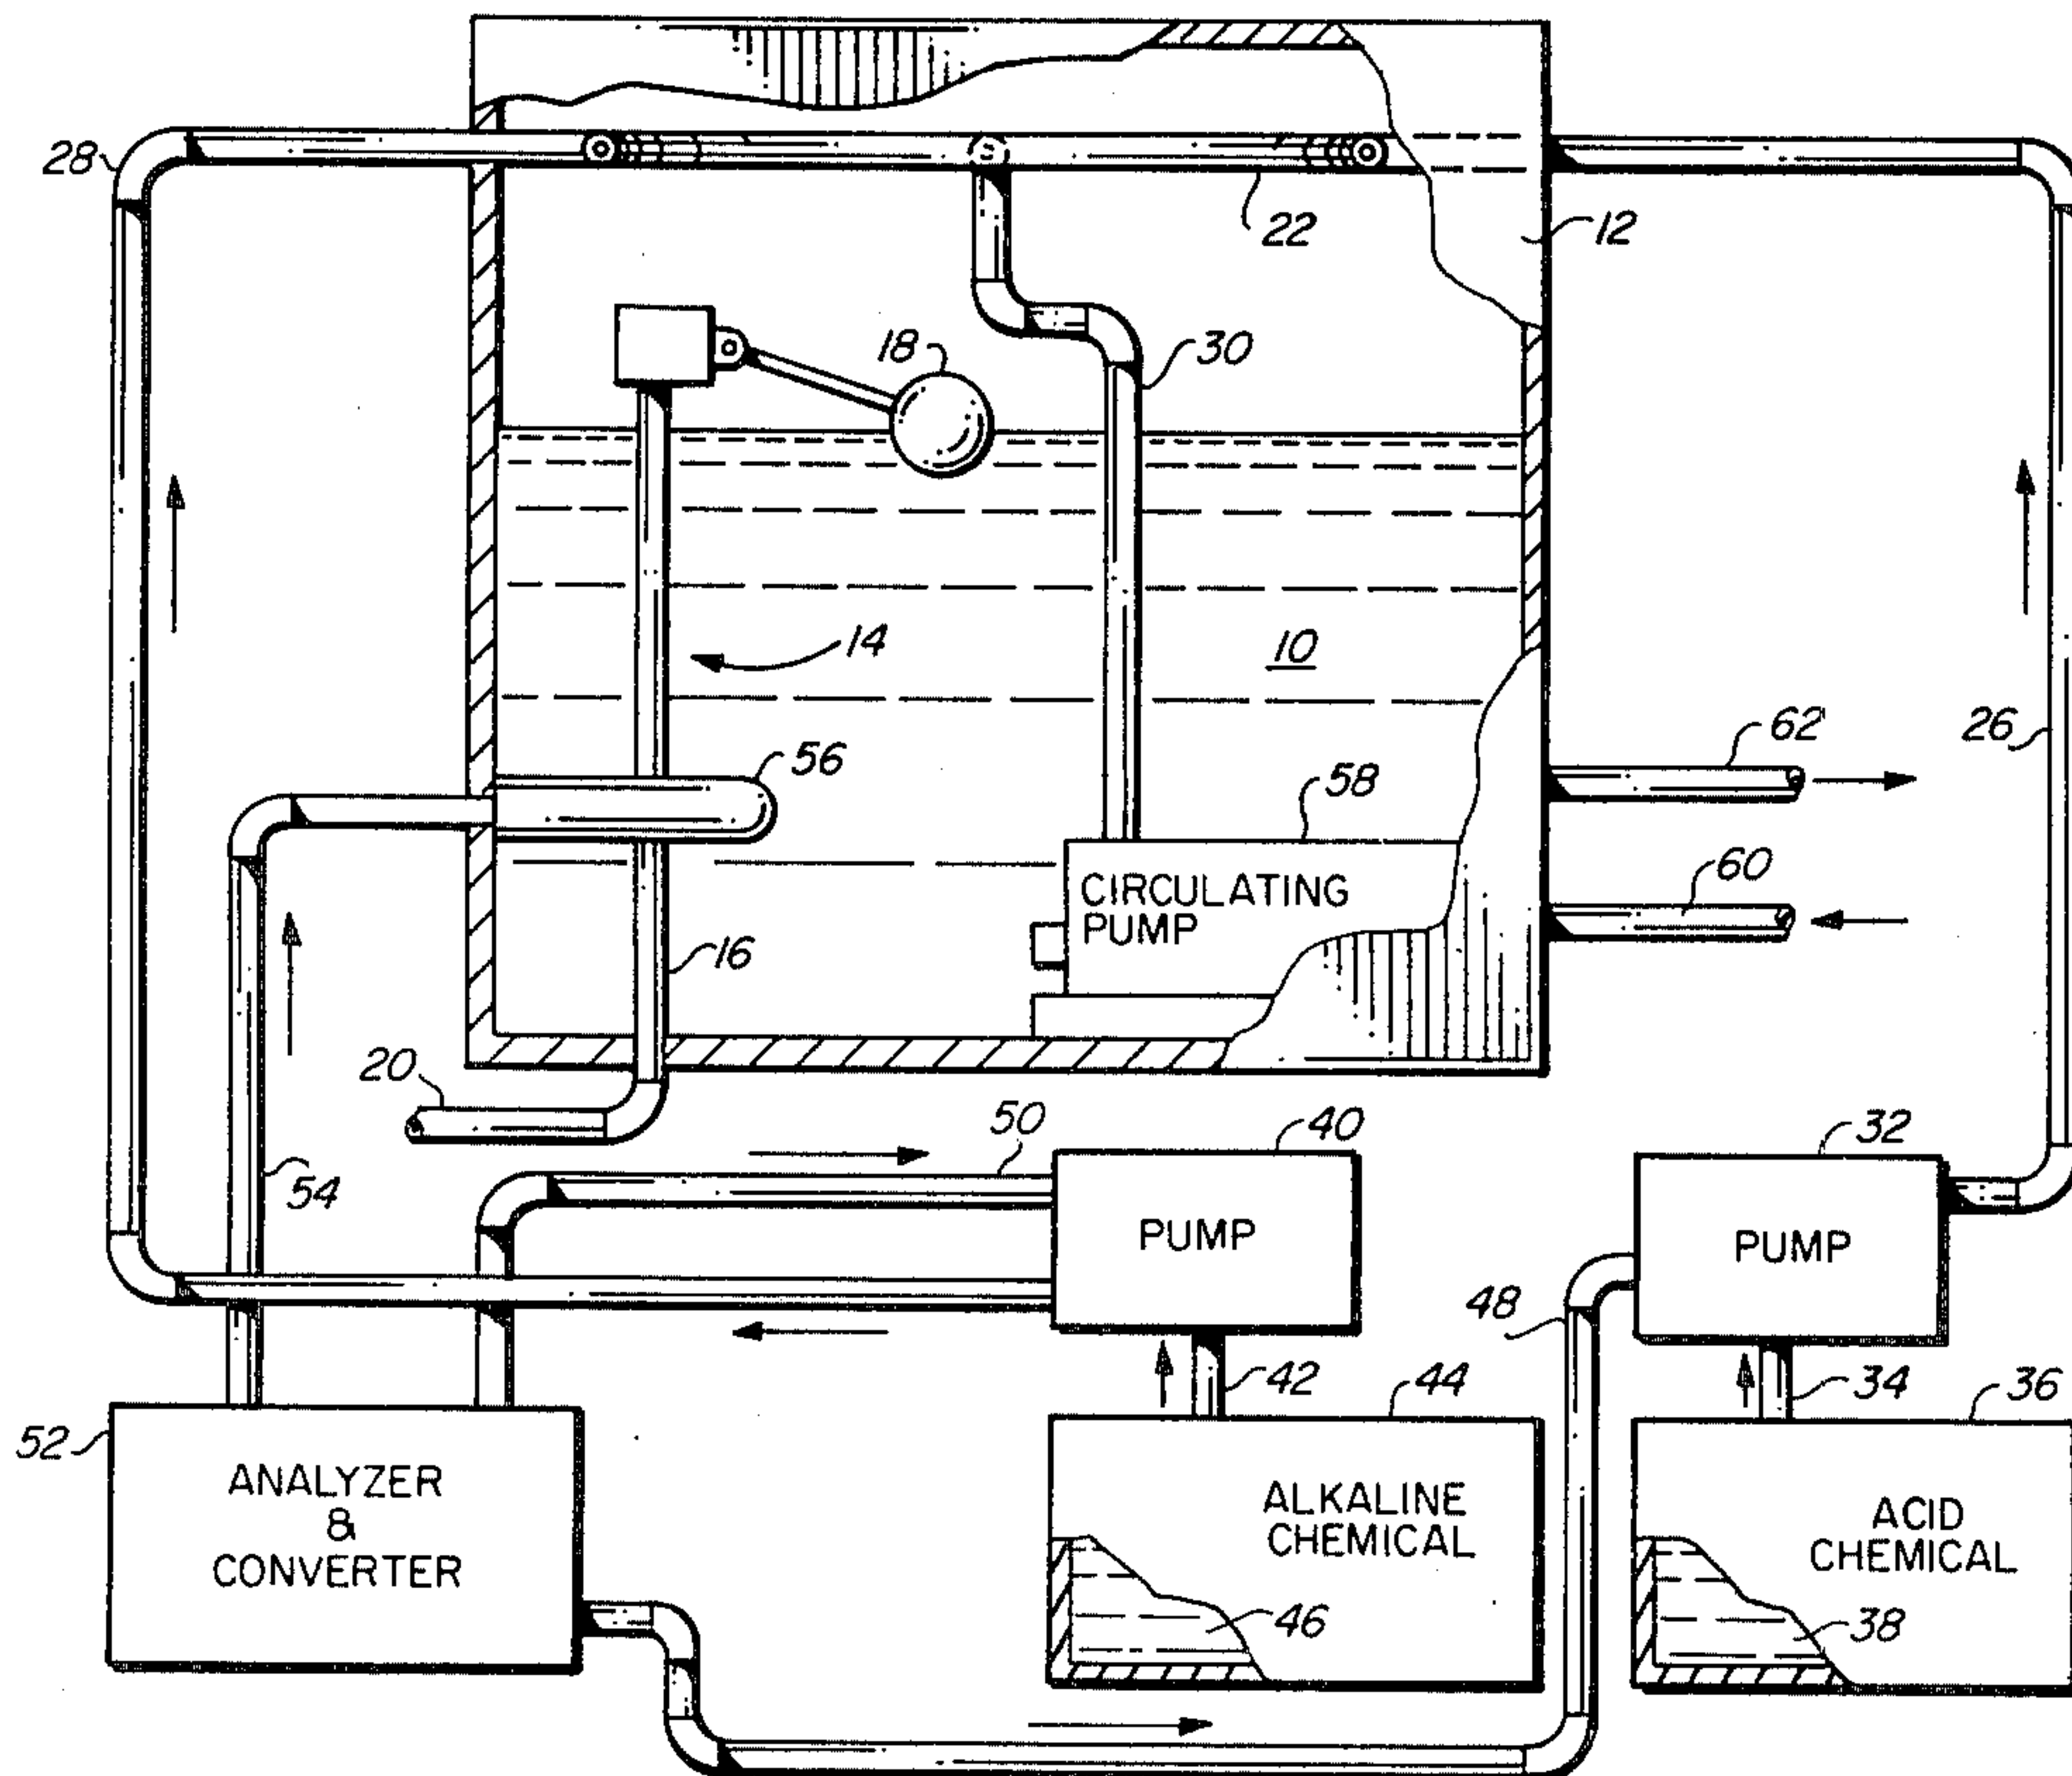 28
22
12
18
30
14
10
62
26
56
58
CIRCULATING
PUMP
60
16
20
50
40
32
54
PUMP
PUMP
48
42
44
34
36
52
ANALYZER
&
CONVERTER
ALKALINE
CHEMICAL
ACID
CHEMICAL
46
38